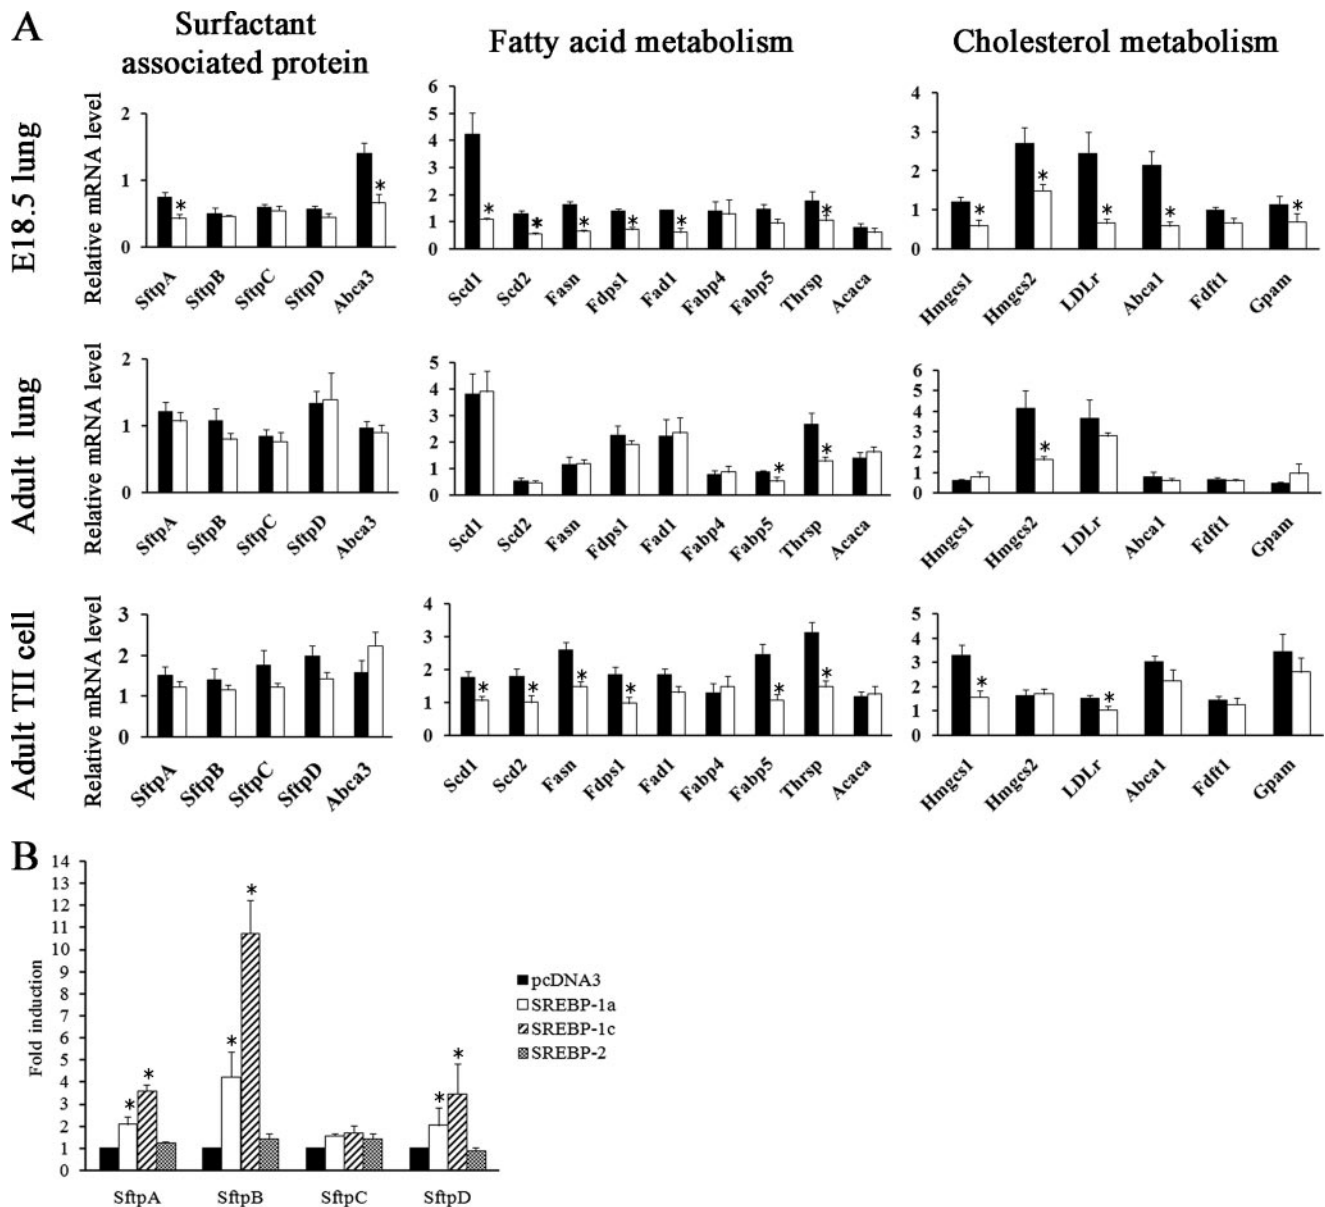 A
Surfactant
associated protein
Fatty acid metabolism
Cholesterol metabolism
E18.5 lung
Relative mRNA level
2
1
0
SftpA
*
SftpB
SftpC
SftpD
Abca3
*
6
5
4
3
2
1
0
Scd1
*
Scd2
*
Fasn
*
Fdps1
*
Fad1
*
Fabp4
Fabp5
Thrsp
*
Acaca
4
3
2
1
0
Hmgcs1
*
Hmgcs2
*
LDLr
*
Abca1
*
Fdft1
Gpam
*
Adult lung
Relative mRNA level
2
1
0
SftpA
SftpB
SftpC
SftpD
Abca3
5
4
3
2
1
0
Scd1
Scd2
Fasn
Fdps1
Fad1
Fabp4
Fabp5
*
Thrsp
*
Acaca
6
5
4
3
2
1
0
Hmgcs1
Hmgcs2
*
LDLr
Abca1
Fdft1
Gpam
Adult TII cell
Relative mRNA level
3
2
1
0
SftpA
SftpB
SftpC
SftpD
Abca3
4
3
2
1
0
Scd1
*
Scd2
*
Fasn
*
Fdps1
*
Fad1
Fabp4
Fabp5
*
Thrsp
*
Acaca
5
4
3
2
1
0
Hmgcs1
*
Hmgcs2
LDLr
*
Abca1
Fdft1
Gpam
B
Fold induction
14
13
12
11
10
9
8
7
6
5
4
3
2
1
0
* *
* *
* *
SftpA
SftpB
SftpC
SftpD
pcDNA3
SREBP-1a
SREBP-1c
SREBP-2